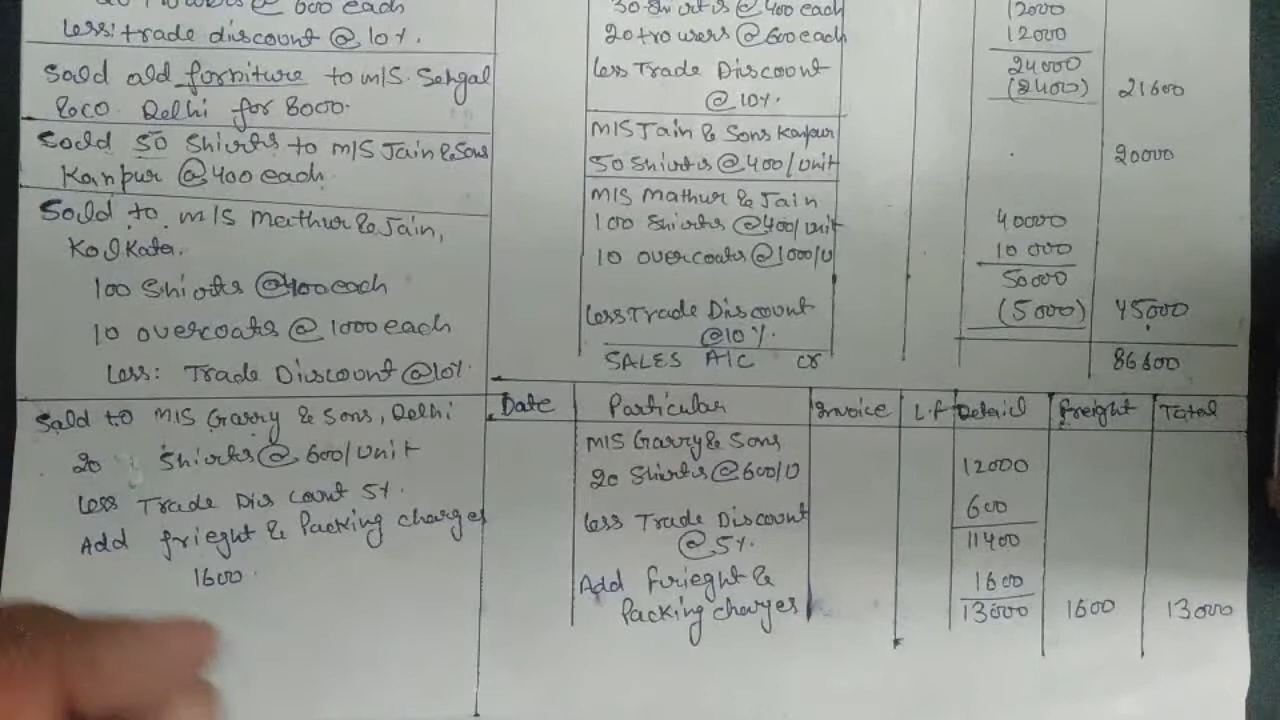 @ 600 each
Less: trade discount @ 10%.
Sold old forniture to m/s. Sehgal
& co. Delhi for 8000.
Sold 50 Shirts to m/s Jain & Sons
Kanpur @ 400 each
Sold to m/s Mathur & Jain,
Kolkata.
100 Shirts @ 400 each
10 overcoats @ 1000 each
Less: Trade Discount @ 10%.
Sold to M/S Garry & Sons, Delhi
20 Shirts @ 600/unit
Less Trade Discount 5%.
Add frieght & Packing charges
1600.
30 Shirts @ 400 each 12000
20 trousers @ 600 each 12000
24000
Less Trade Discount (2400) 21600
@ 10%.
M/S Jain & Sons Kanpur
50 Shirts @ 400/Unit 20000
M/S Mathur & Jain
100 Shirts @ 400/unit 40000
10 overcoats @ 1000/U 10000
50000
Less Trade Discount (5000) 45000
@ 10%.
SALES A/C cr 86600
Date Particular Invoice L.f Detail freight Total
M/S Garry & Sons
20 Shirts @ 600/U 12000
Less Trade Discount 600
@ 5%. 11400
Add frieght & 1600
Packing charges 13000 1600 13000